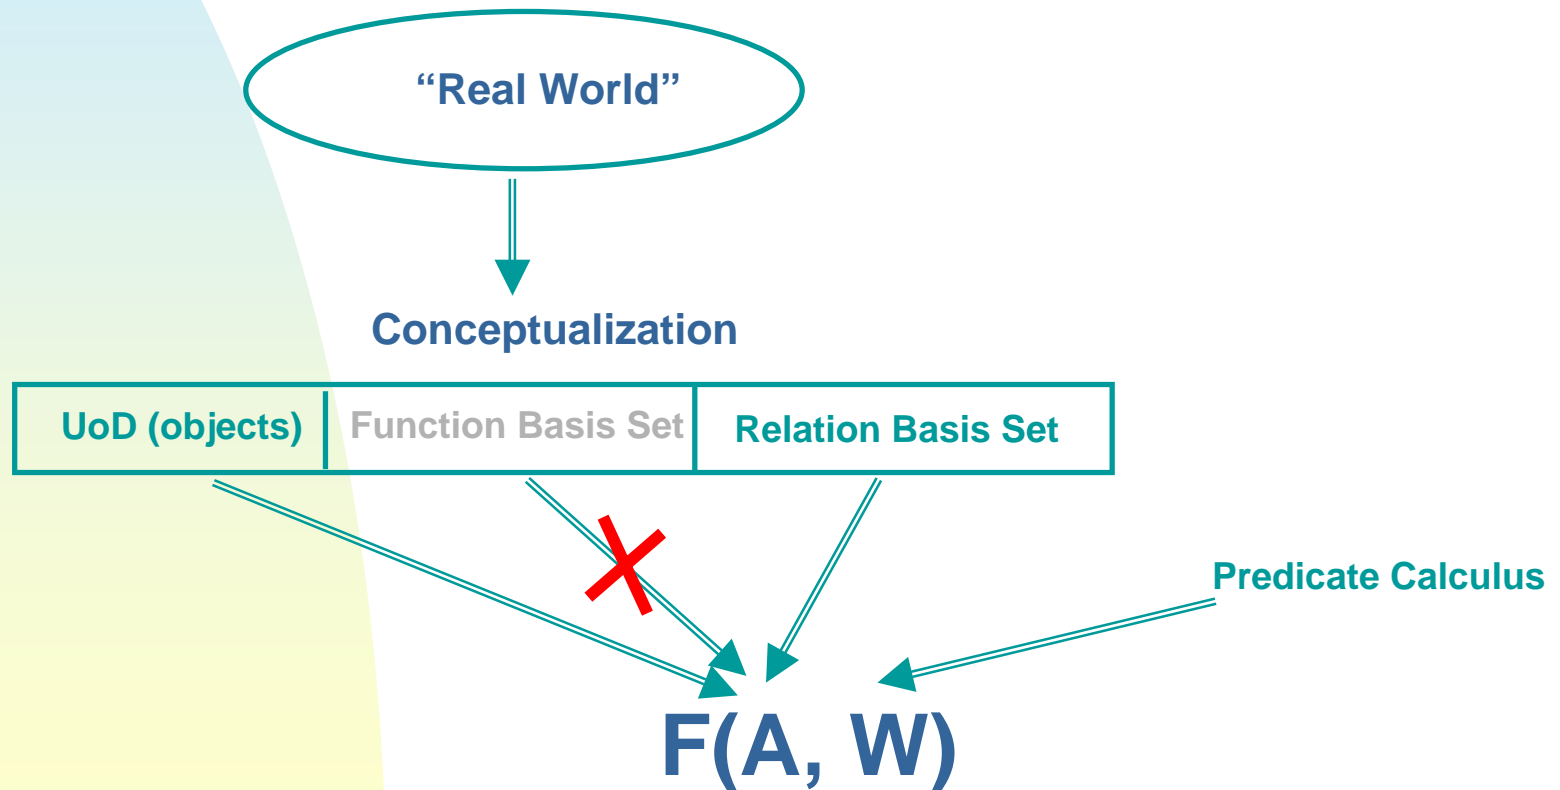 “Real World”
Conceptualization
UoD (objects)
Function Basis Set
Relation Basis Set
Predicate Calculus
F(A, W)